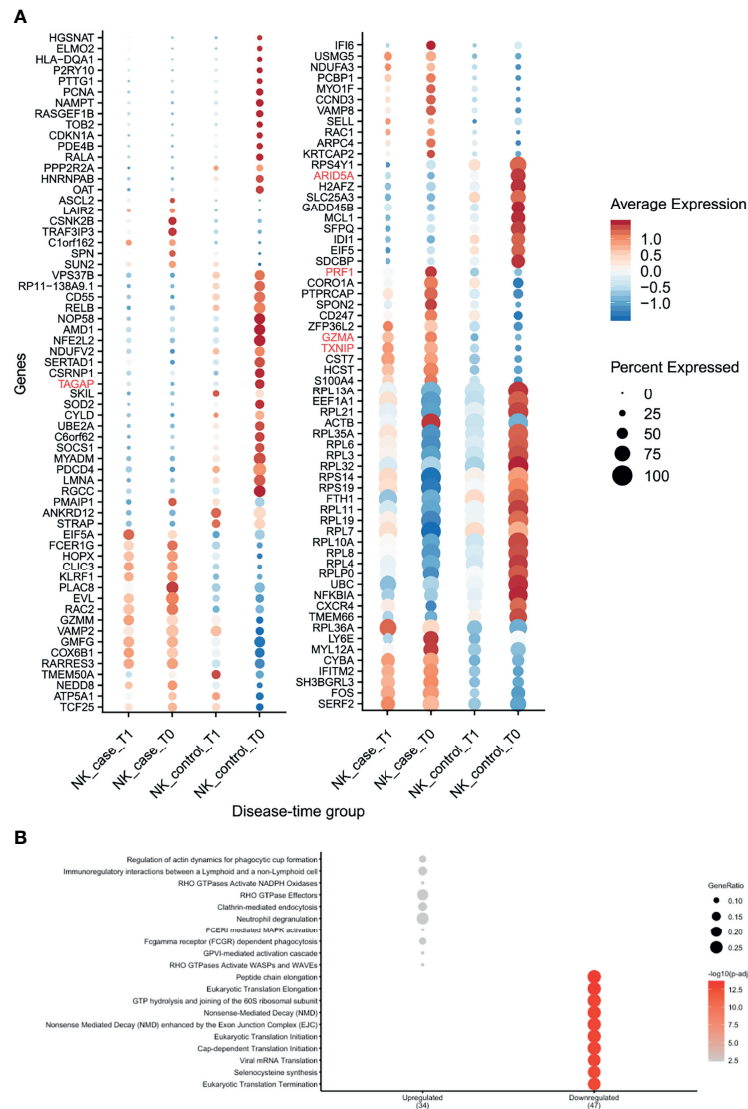 A
HGSNAT
ELMO2
HLA−DQA1
P2RY10
PTTG1
PCNA
NAMPT
RASGEF1B
TOB2
CDKN1A
PDE4B
RALA
PPP2R2A
HNRNPAB
OAT
ASCL2
LAIR2
CSNK2B
TRAF3IP3
C1orf162
SPN
SUN2
VPS37B
RP11−138A9.1
CD55
RELB
NOP58
AMD1
NFE2L2
NDUFV2
SERTAD1
CSRNP1
TAGAP
SKIL
SOD2
CYLD
UBE2A
C6orf62
SOCS1
MYADM
PDCD4
LMNA
RGCC
PMAIP1
ANKRD12
STRAP
EIF5A
FCER1G
HOPX
CLIC3
KLRF1
PLAC8
EVL
RAC2
GZMM
VAMP2
GMFG
COX6B1
RARRES3
TMEM50A
NEDD8
ATP5A1
TCF25
Genes
NK_case_T1
NK_case_T0
NK_control_T1
NK_control_T0
IFI6
USMG5
NDUFA3
PCBP1
MYO1F
CCND3
VAMP8
SELL
RAC1
ARPC4
KRTCAP2
RPS4Y1
ARID5A
H2AFZ
SLC25A3
GADD45B
MCL1
SFPQ
IDI1
EIF5
SDCBP
PRF1
CORO1A
PTPRCAP
SPON2
CD247
ZFP36L2
GZMA
TXNIP
CST7
HCST
S100A4
RPL13A
EEF1A1
RPL21
ACTB
RPL35A
RPL6
RPL3
RPL32
RPS14
RPS19
FTH1
RPL11
RPL19
RPL7
RPL10A
RPL8
RPL4
RPLP0
UBC
NFKBIA
CXCR4
TMEM66
RPL36A
LY6E
MYL12A
CYBA
IFITM2
SH3BGRL3
FOS
SERF2
NK_case_T1
NK_case_T0
NK_control_T1
NK_control_T0
Disease-time group
Average Expression
1.0
0.5
0.0
−0.5
−1.0
Percent Expressed
0
25
50
75
100
B
Regulation of actin dynamics for phagocytic cup formation
Immunoregulatory interactions between a Lymphoid and a non-Lymphoid cell
RHO GTPases Activate NADPH Oxidases
RHO GTPase Effectors
Clathrin-mediated endocytosis
Neutrophil degranulation
FCERI mediated MAPK activation
Fcgamma receptor (FCGR) dependent phagocytosis
GPVI-mediated activation cascade
RHO GTPases Activate WASPs and WAVEs
Peptide chain elongation
Eukaryotic Translation Elongation
GTP hydrolysis and joining of the 60S ribosomal subunit
Nonsense-Mediated Decay (NMD)
Nonsense Mediated Decay (NMD) enhanced by the Exon Junction Complex (EJC)
Eukaryotic Translation Initiation
Cap-dependent Translation Initiation
Viral mRNA Translation
Selenocysteine synthesis
Eukaryotic Translation Termination
Upregulated
(34)
Downregulated
(47)
GeneRatio
0.10
0.15
0.20
0.25
-log10(p-adj
12.5
10.0
7.5
5.0
2.5